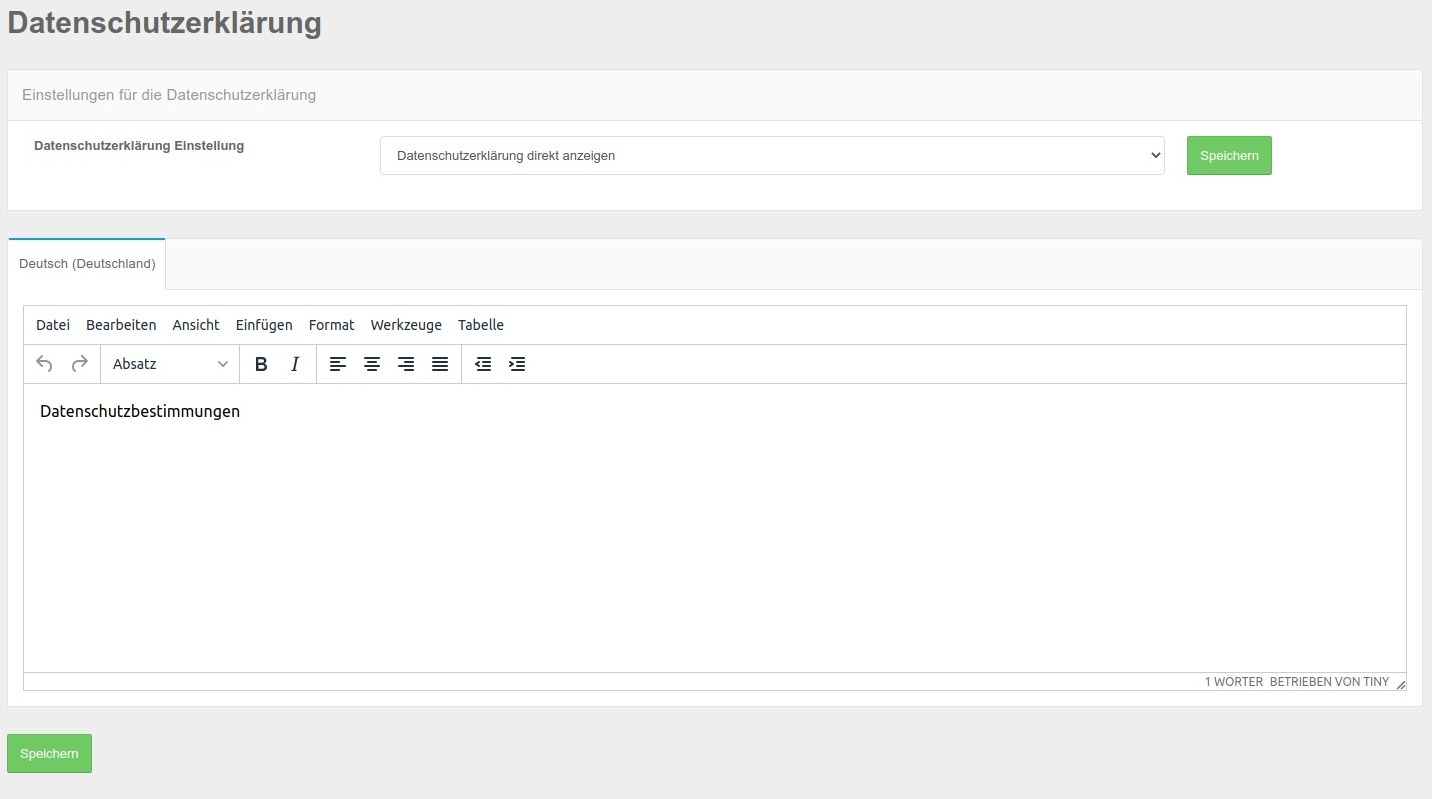 Datenschutzerklärung
Einstellungen für die Datenschutzerklärung
Datenschutzerklärung Einstellung
Datenschutzerklärung direkt anzeigen
Speichern
Deutsch (Deutschland)
Datei Bearbeiten Ansicht Einfügen Format Werkzeuge Tabelle
Absatz B I
Datenschutzbestimmungen
1 WÖRTER BETRIEBEN VON TINY
Speichern